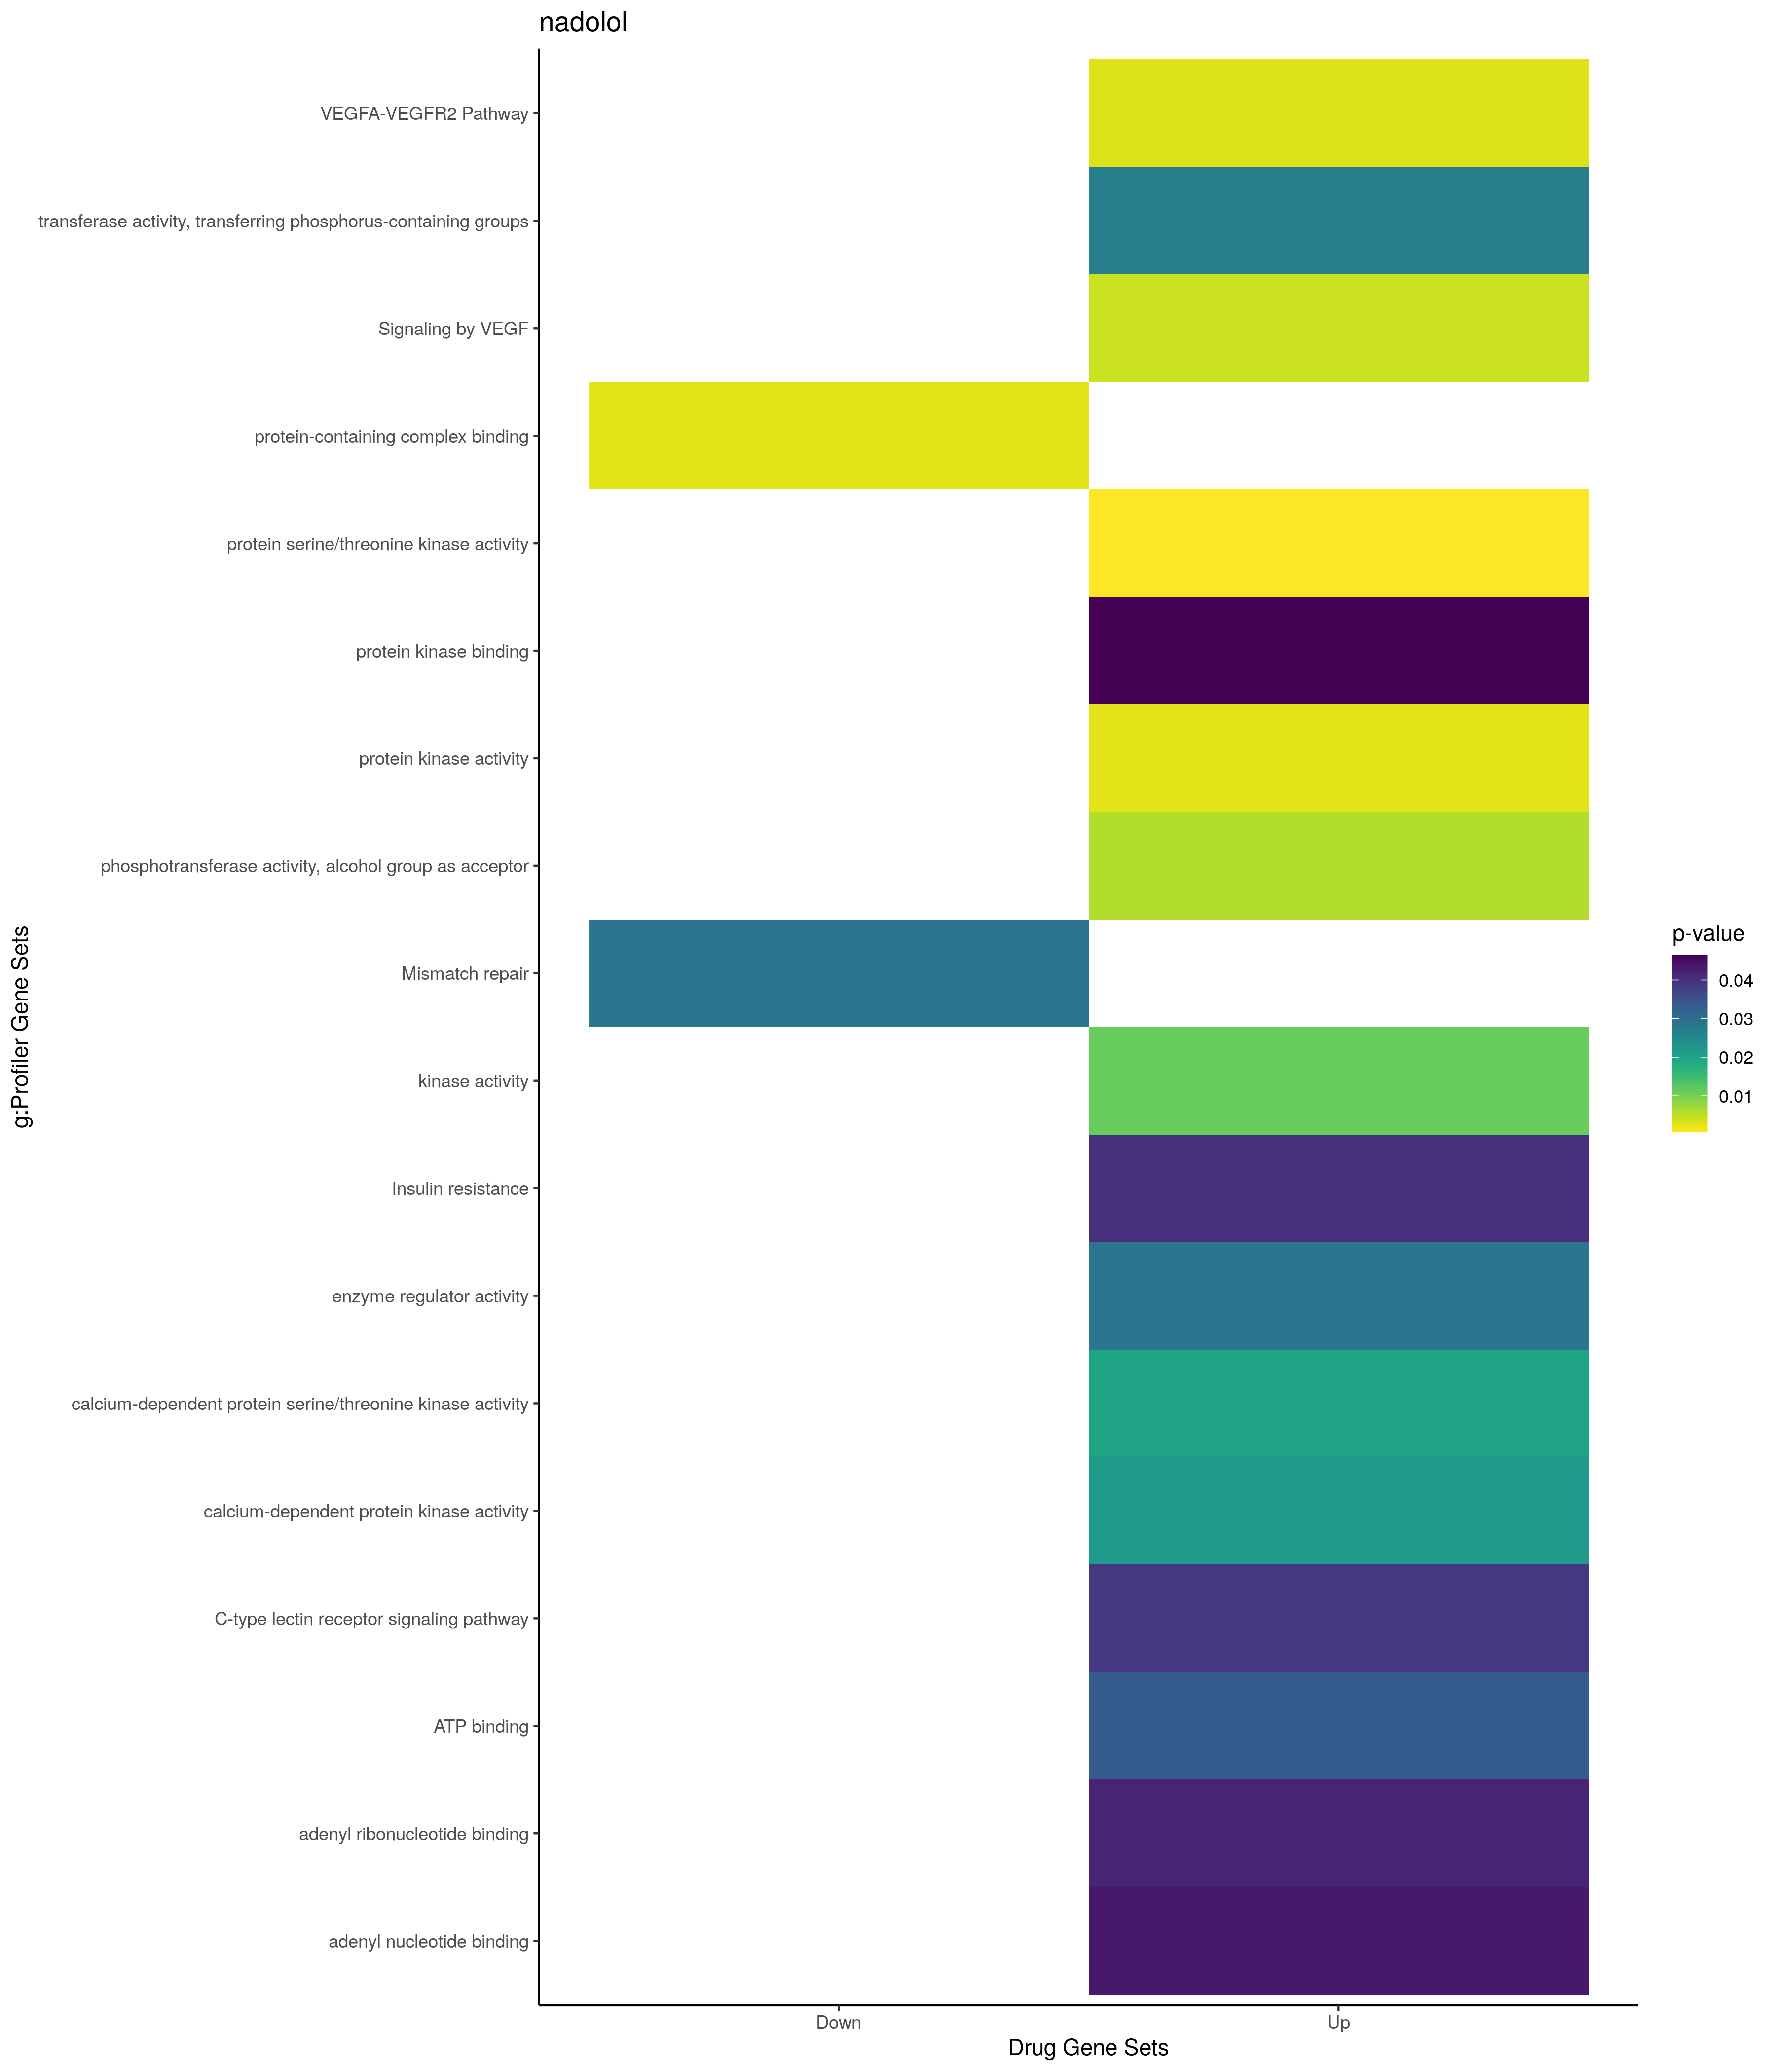 nadolol
g:Profiler Gene Sets
VEGFA-VEGFR2 Pathway
transferase activity, transferring phosphorus-containing groups
Signaling by VEGF
protein-containing complex binding
protein serine/threonine kinase activity
protein kinase binding
protein kinase activity
phosphotransferase activity, alcohol group as acceptor
Mismatch repair
kinase activity
Insulin resistance
enzyme regulator activity
calcium-dependent protein serine/threonine kinase activity
calcium-dependent protein kinase activity
C-type lectin receptor signaling pathway
ATP binding
adenyl ribonucleotide binding
adenyl nucleotide binding
Down
Up
Drug Gene Sets
p-value
0.04
0.03
0.02
0.01